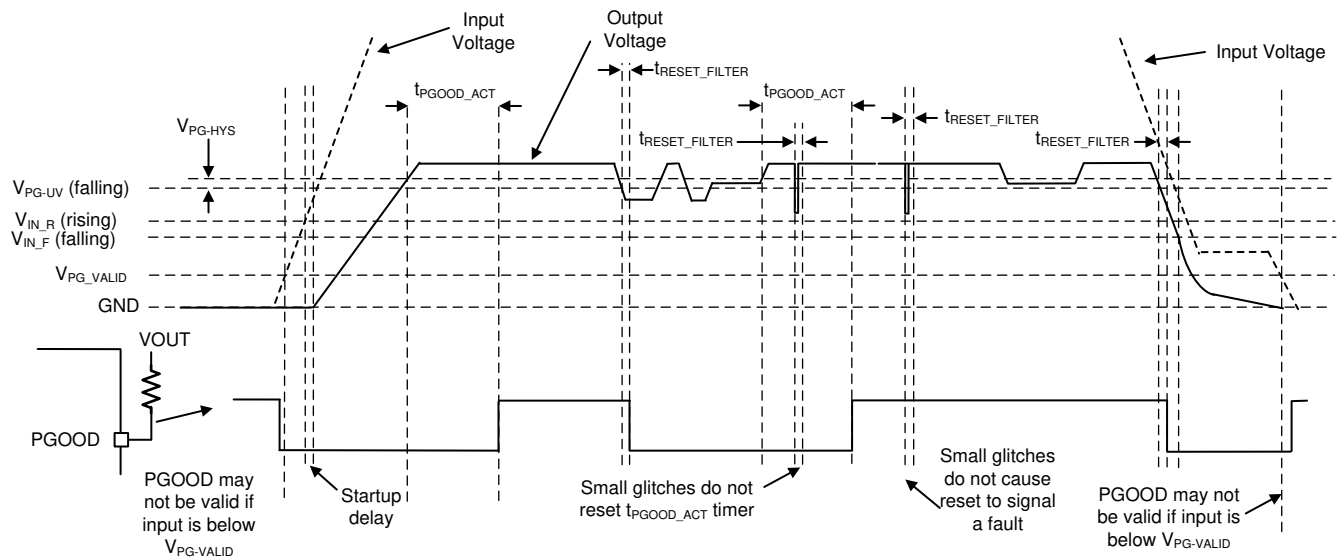 Input
Voltage
Output
Voltage
Input Voltage
tRESET_FILTER
tPGOOD_ACT
tPGOOD_ACT
tRESET_FILTER
tRESET_FILTER
tRESET_FILTER
VPG-HYS
VPG-UV (falling)
VIN_R (rising)
VIN_F (falling)
VPG_VALID
GND
VOUT
PGOOD
PGOOD may
not be valid if
input is below
VPG-VALID
Startup
delay
Small glitches do not
reset tPGOOD_ACT timer
Small glitches
do not cause
reset to signal
a fault
PGOOD may not
be valid if input is
below VPG-VALID